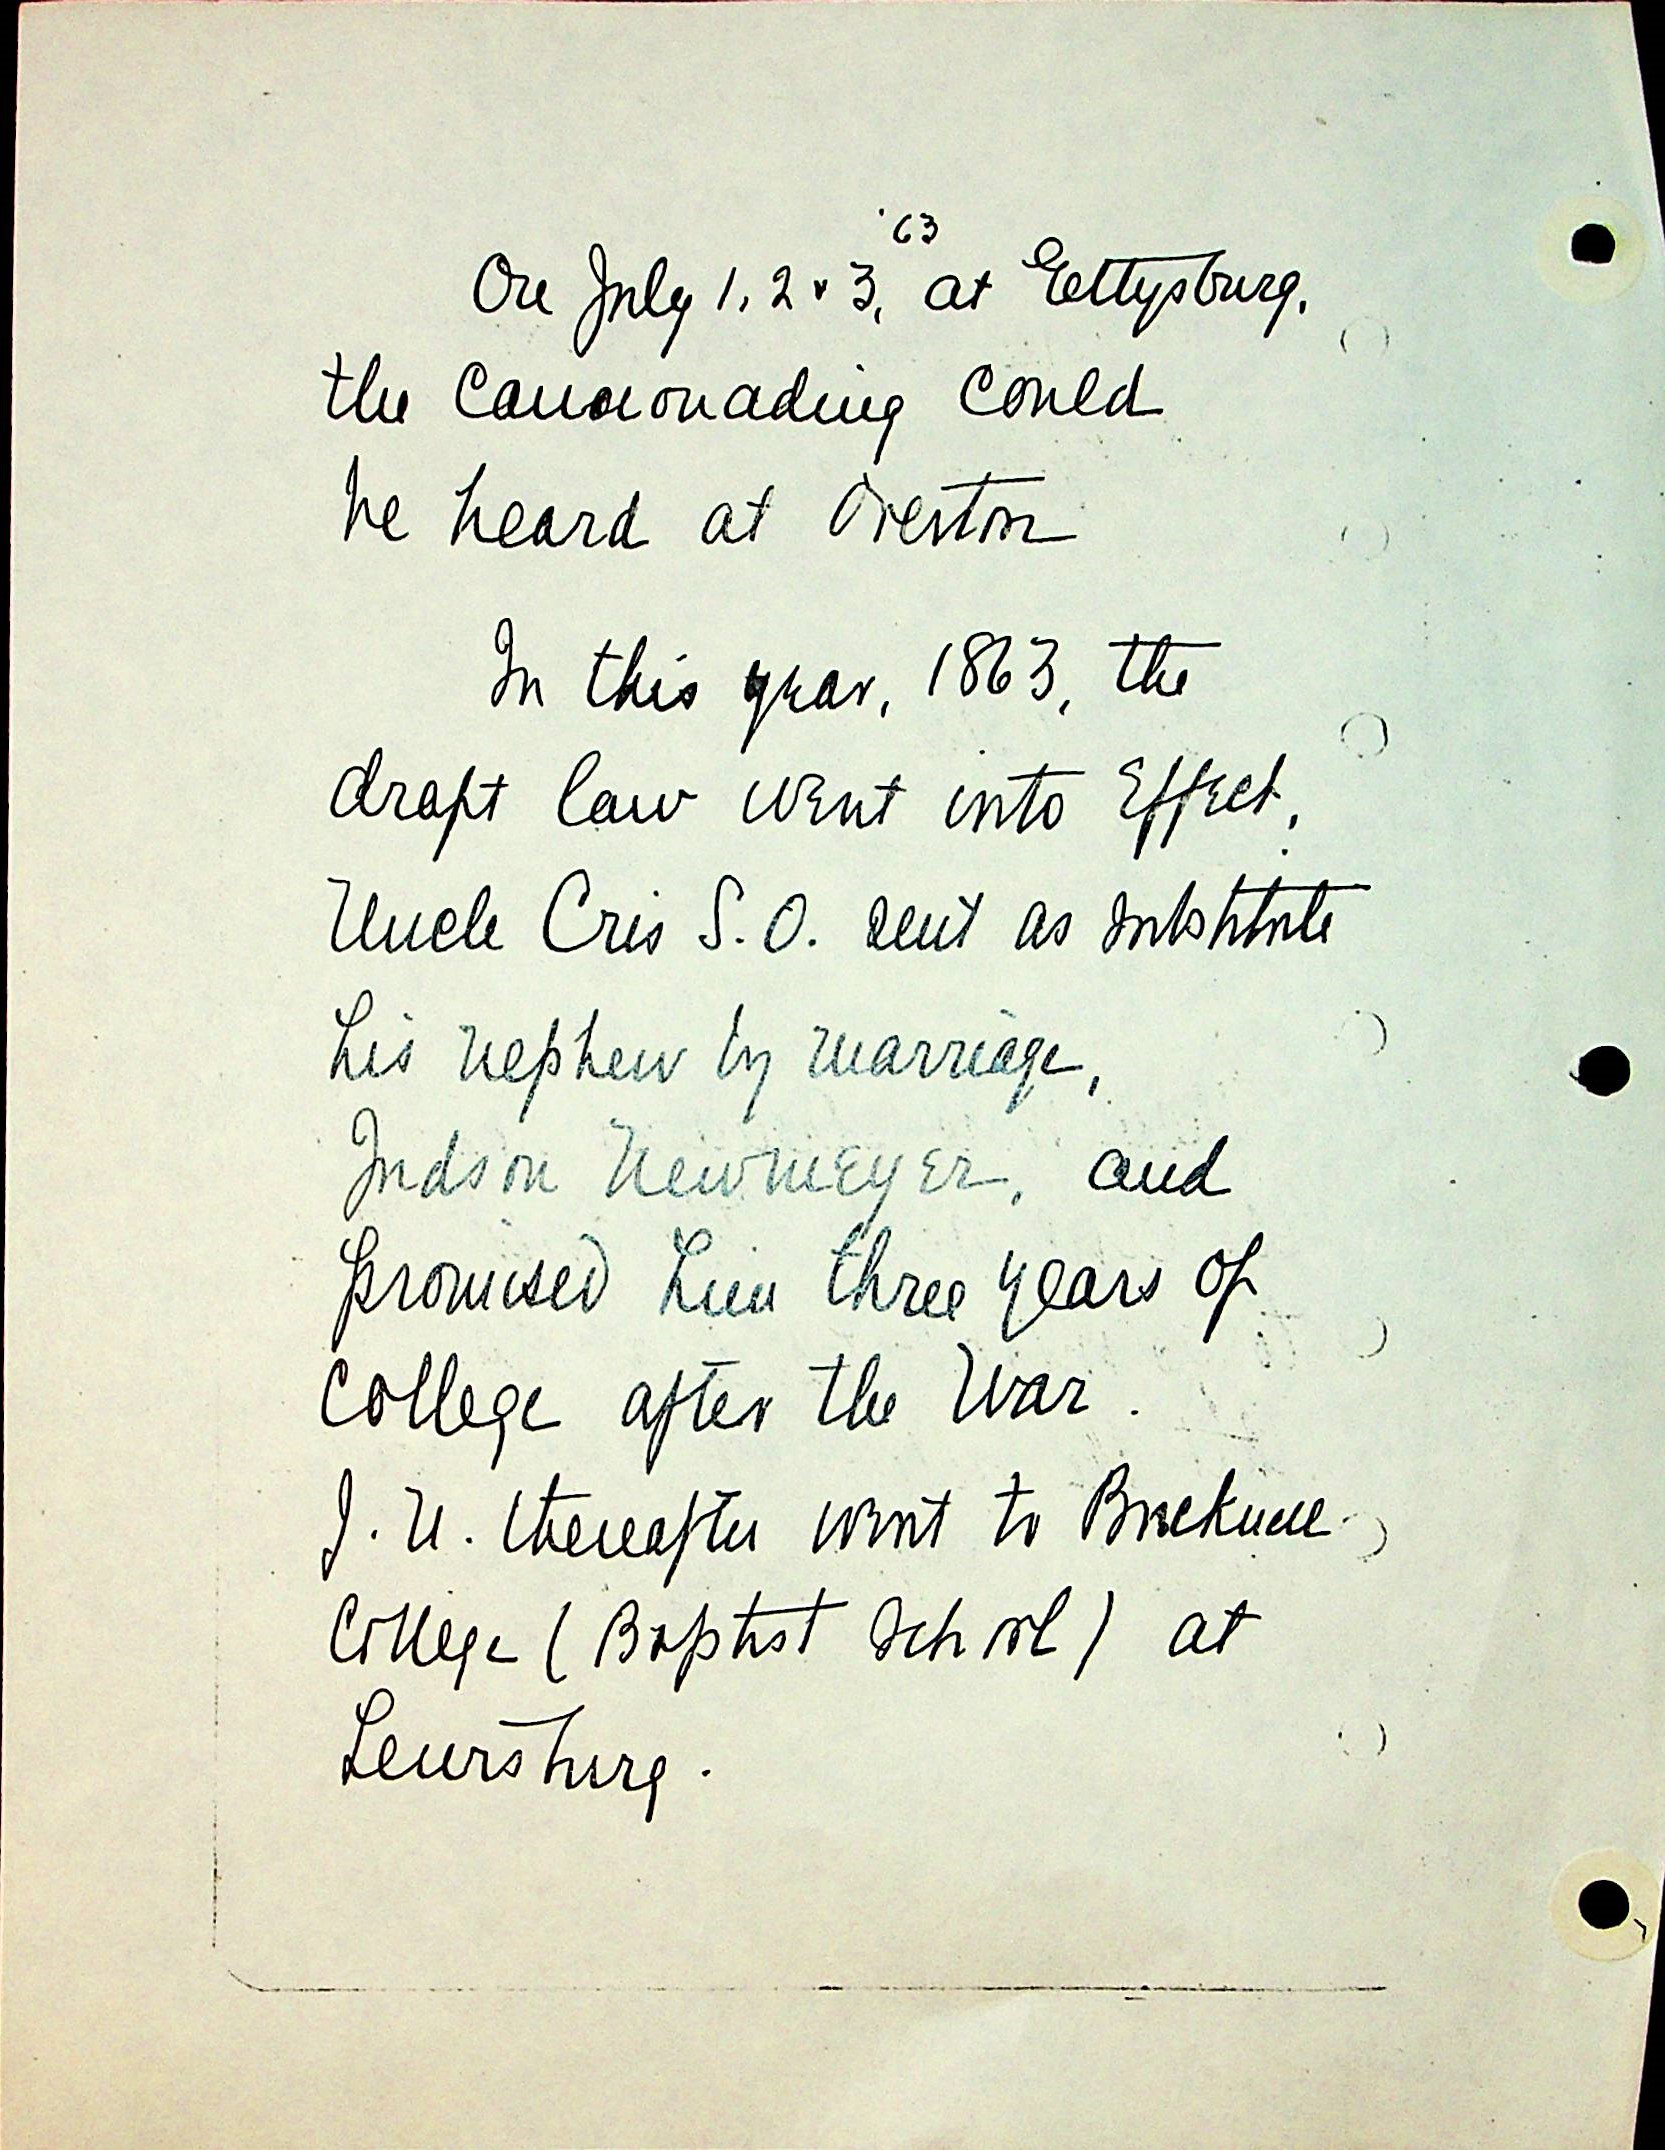 '63
On July 1, 2 & 3, at Gettysburg,
the Cannonading could
be heard at
In this year, 1863, the
draft law went into Effect,
Uncle Cris S. O. sent as substitute
his nephew by marriage,
Judson Newmeyer, and
promised him three years of
College after the War.
J. N. thereafter went to Bucknell
College (Baptist School) at
Lewisburg.